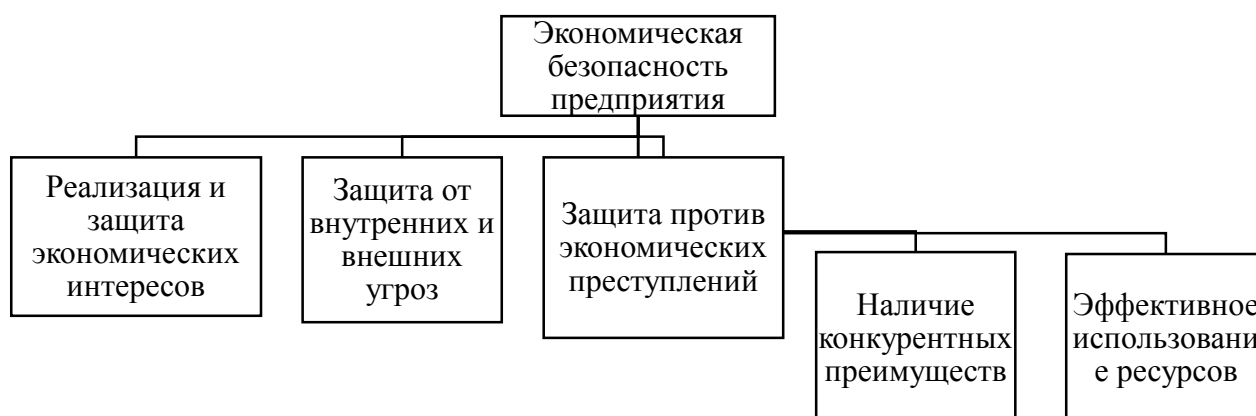 Экономическая
безопасность
предприятия
Реализация и
защита
экономических
интересов
Защита от
внутренних и
внешних
угроз
Защита против
экономических
преступлений
Наличие
конкурентных
преимуществ
Эффективное
использовани
е ресурсов